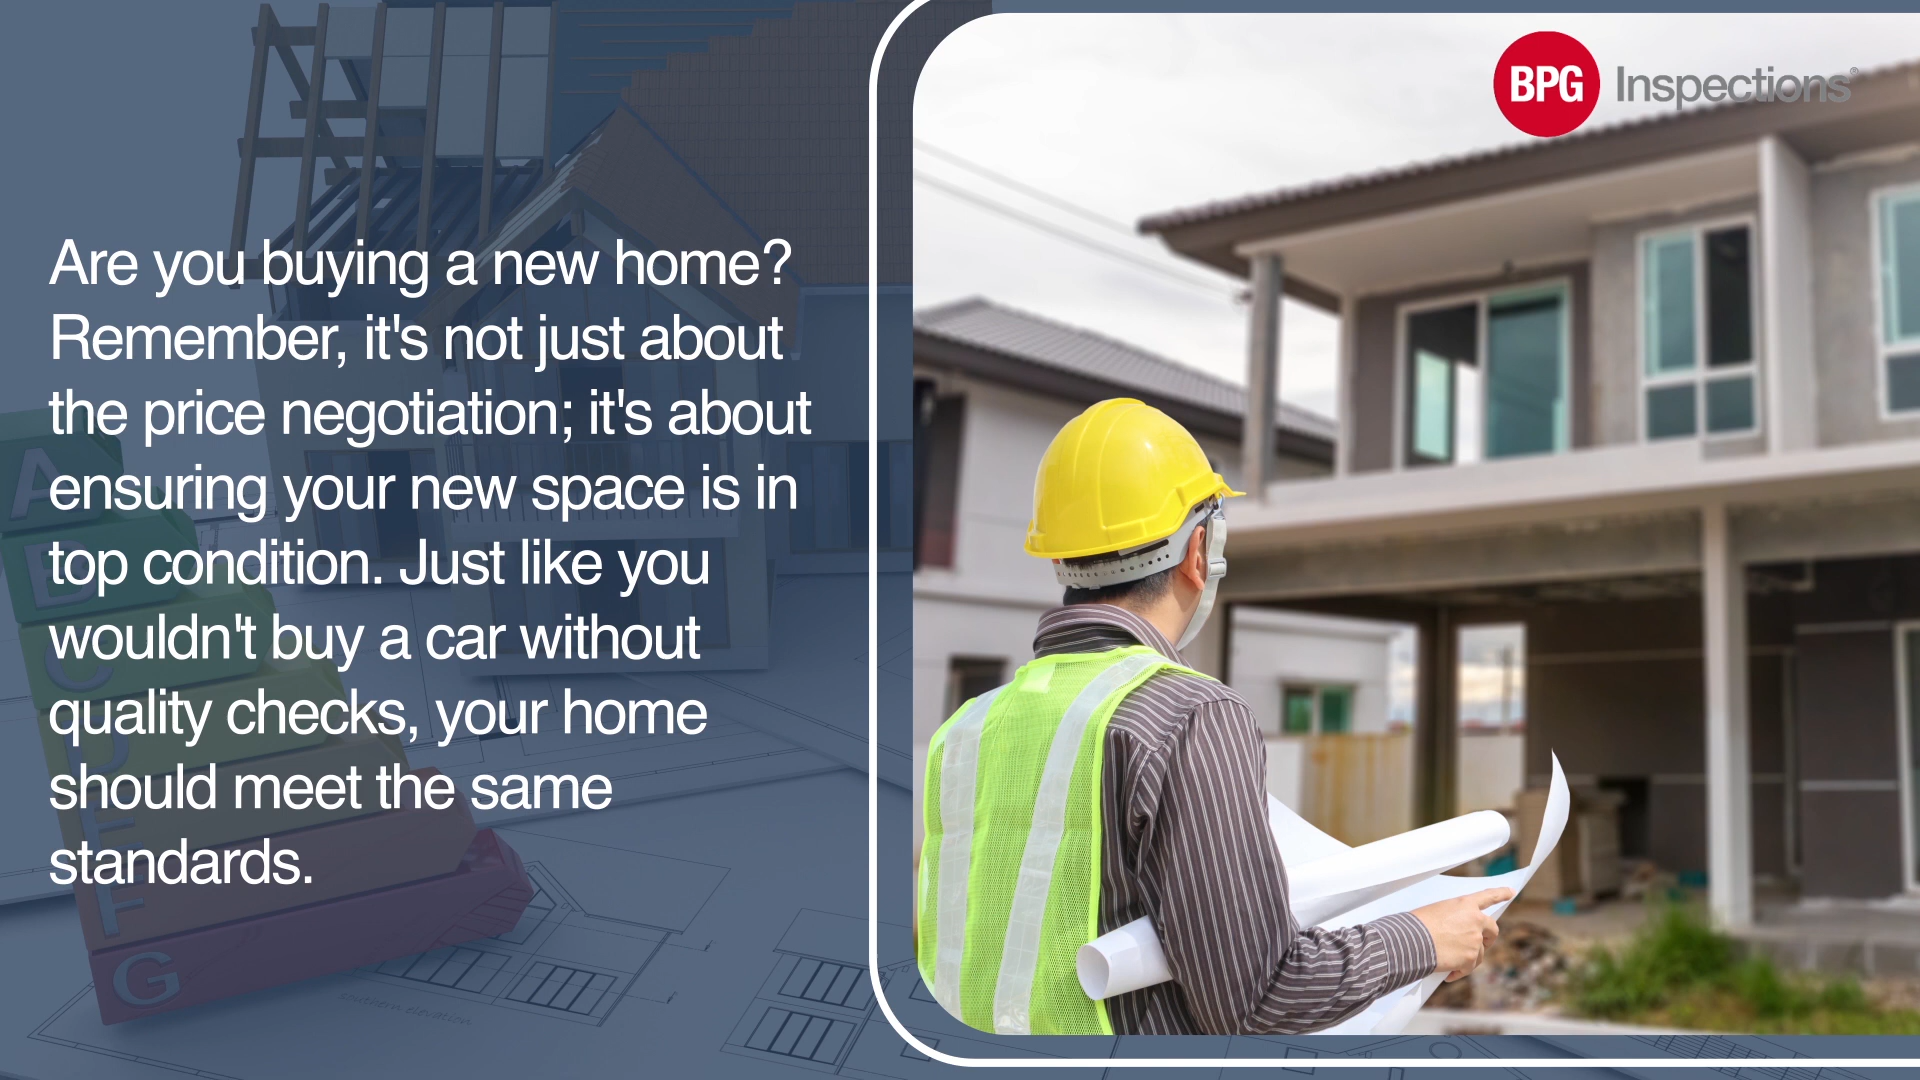 BPG Inspections®
Are you buying a new home?
Remember, it's not just about
the price negotiation; it's about
ensuring your new space is in
top condition. Just like you
wouldn't buy a car without
quality checks, your home
should meet the same
standards.
A
B
C
D
E
F
G
southern elevation